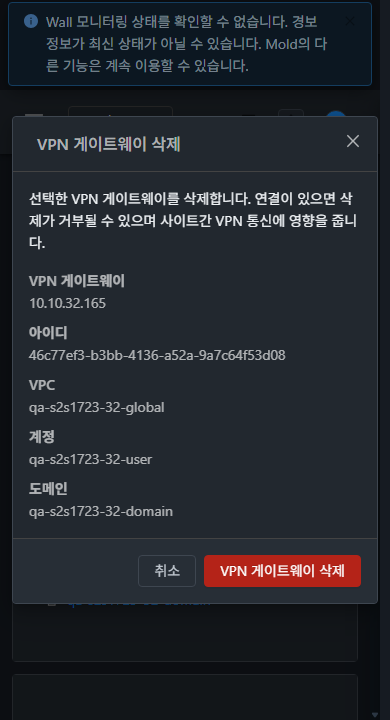 Wall 모니터링 상태를 확인할 수 없습니다. 경보
정보가 최신 상태가 아닐 수 있습니다. Mold의 다
른 기능은 계속 이용할 수 있습니다.
VPN 게이트웨이 삭제
선택한 VPN 게이트웨이를 삭제합니다. 연결이 있으면 삭
제가 거부될 수 있으며 사이트간 VPN 통신에 영향을 줍니
다.
VPN 게이트웨이
10.10.32.165
아이디
46c77ef3-b3bb-4136-a52a-9a7c64f53d08
VPC
qa-s2s1723-32-global
계정
qa-s2s1723-32-user
도메인
qa-s2s1723-32-domain
취소
VPN 게이트웨이 삭제